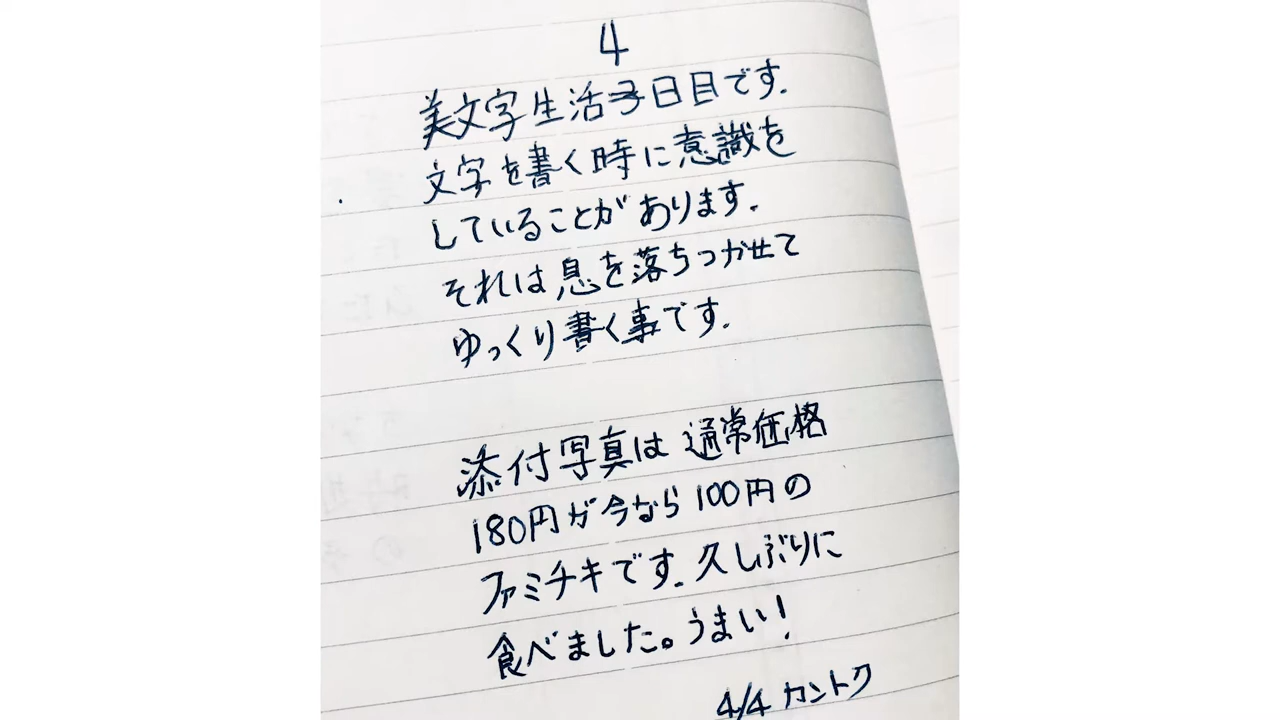 4
美文字生活3日目です.
文字を書く時に意識を
していることがあります.
それは息を落ちつかせて
ゆっくり書く事です.
添付写真は通常価格
180円が今なら100円の
ファミチキです.久しぶりに
食べました。うまい!
4/4 カントク